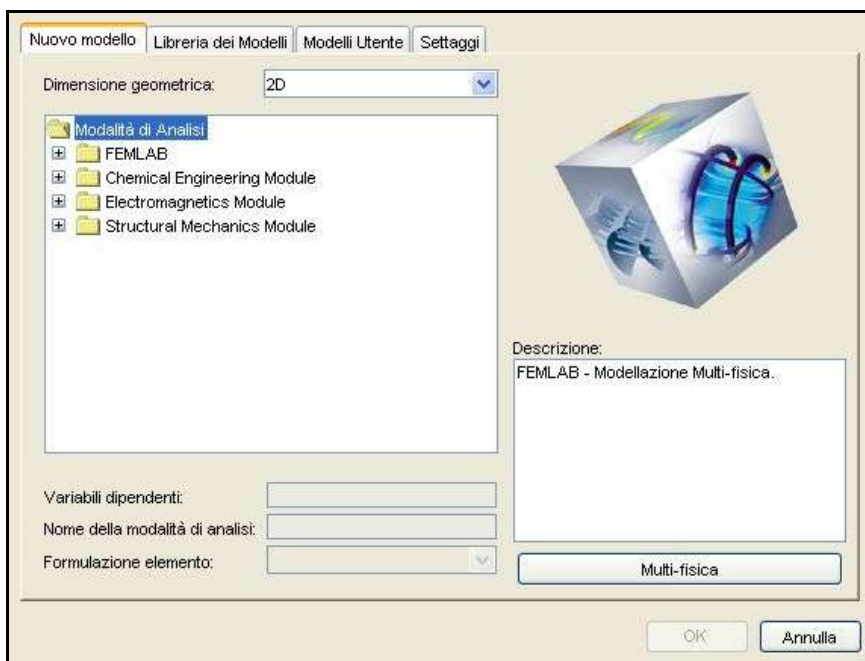 Nuovo modello Libreria dei Modelli Modelli Utente Settaggi
Dimensione geometrica: 2D
Modalità di Analisi
FEMLAB
Chemical Engineering Module
Electromagnetics Module
Structural Mechanics Module
Descrizione:
FEMLAB - Modellazione Multi-fisica.
Variabili dipendenti:
Nome della modalità di analisi:
Formulazione elemento:
Multi-fisica
OK Annulla